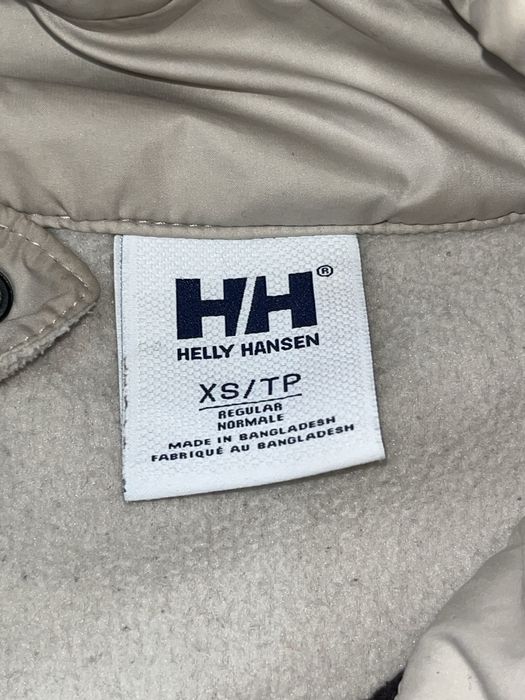 HH®
HELLY HANSEN
XS/TP
REGULAR
NORMALE
MADE IN BANGLADESH
FABRIQUÉ AU BANGLADESH